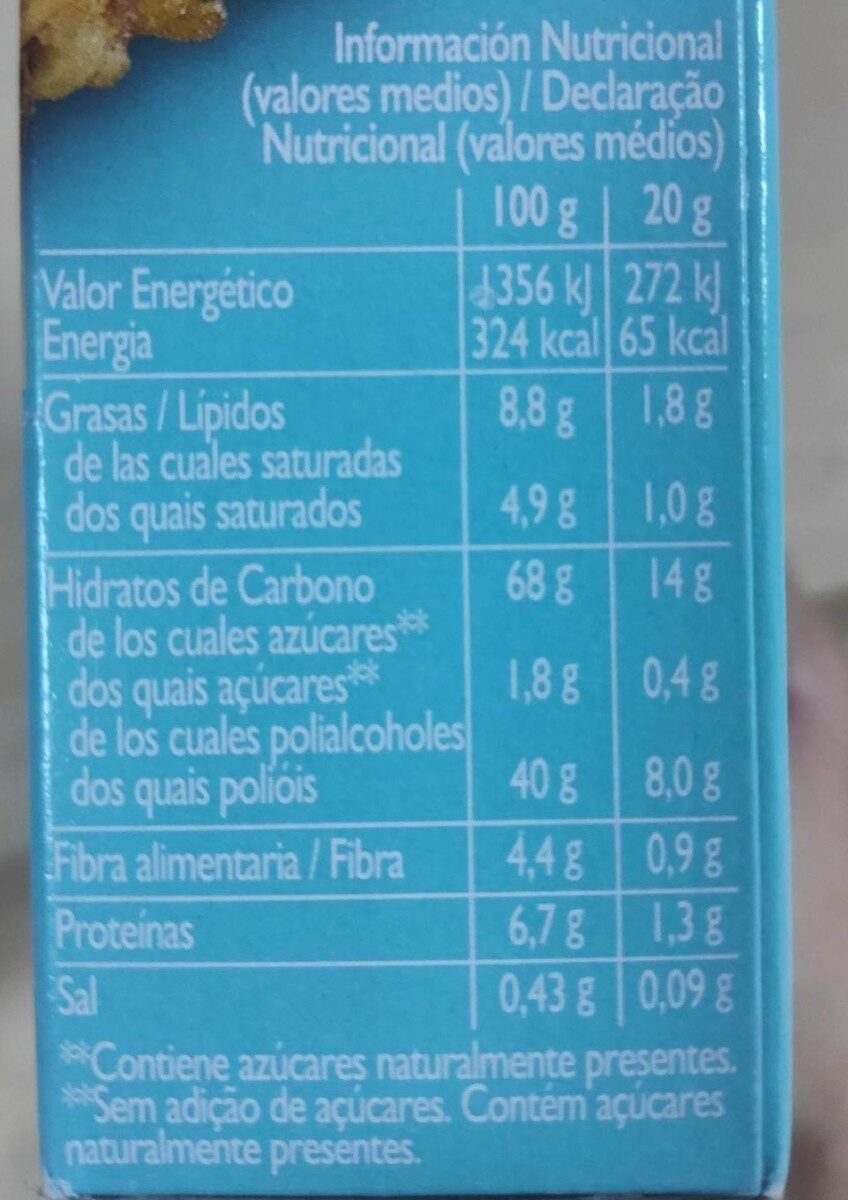 Información Nutricional
(valores medios) / Declaração
Nutricional (valores médios)
100 g 20 g
Valor Energético 1356 kJ 272 kJ
Energia 324 kcal 65 kcal
Grasas / Lípidos 8,8 g 1,8 g
de las cuales saturadas
dos quais saturados 4,9 g 1,0 g
Hidratos de Carbono 68 g 14 g
de los cuales azúcares**
dos quais açúcares** 1,8 g 0,4 g
de los cuales polialcoholes
dos quais polióis 40 g 8,0 g
Fibra alimentaria / Fibra 4,4 g 0,9 g
Proteínas 6,7 g 1,3 g
Sal 0,43 g 0,09 g
**Contiene azúcares naturalmente presentes.
**Sem adição de açúcares. Contém açúcares
naturalmente presentes.